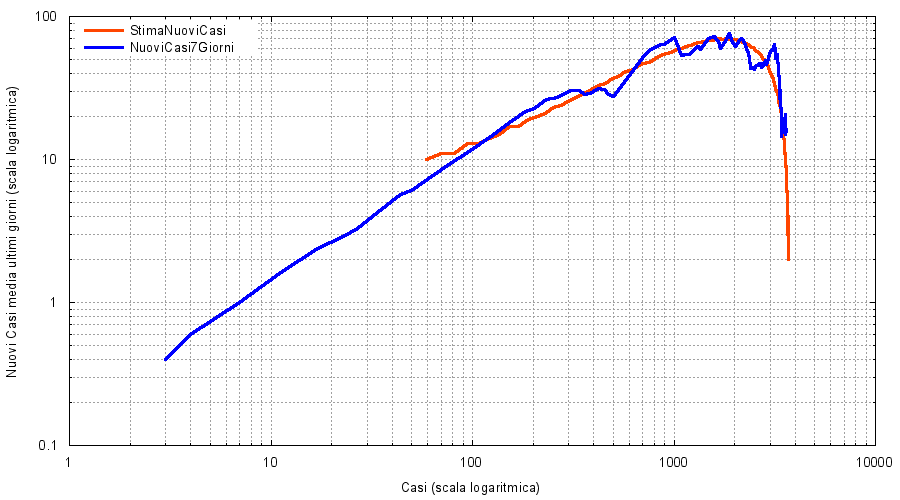 100
StimaNuoviCasi
NuoviCasi7Giorni
10
1
0.1
Nuovi Casi media ultimi giorni (scala logaritmica)
1
10
100
1000
10000
Casi (scala logaritmica)